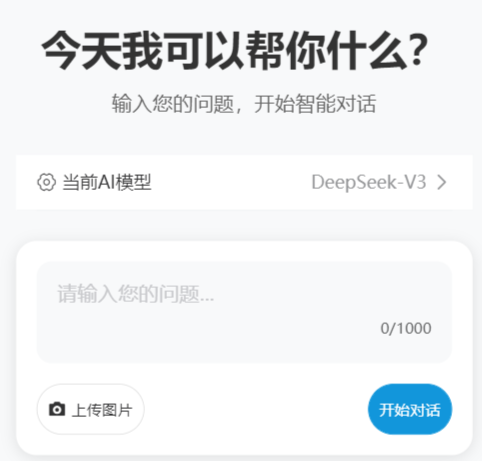 今天我可以帮你什么?
输入您的问题，开始智能对话
当前AI模型 DeepSeek-V3
请输入您的问题...
0/1000
上传图片 开始对话